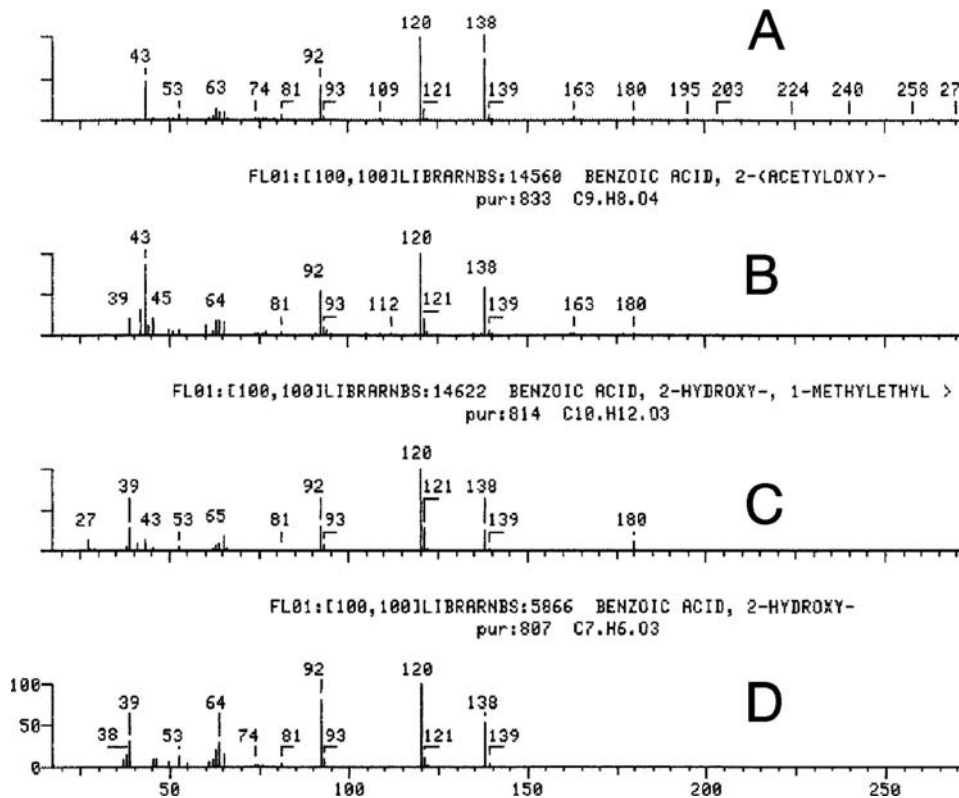 120 138 A
43 92
53 63 74 81 93 109 121 139 163 180 195 203 224 240 258 27
FL01:[100,100]LIBRARNBS:14560 BENZOIC ACID, 2-(ACETYLOXY)-
pur:833 C9.H8.O4
43 120 B
92 138
39 45 64 81 93 112 121 139 163 180
FL01:[100,100]LIBRARNBS:14622 BENZOIC ACID, 2-HYDROXY-, 1-METHYLETHYL >
pur:814 C10.H12.O3
120
39 92 121 138 C
27 43 53 65 81 93 139 180
FL01:[100,100]LIBRARNBS:5866 BENZOIC ACID, 2-HYDROXY-
pur:807 C7.H6.O3
92 120
100 39 64 138 D
50 38 53 74 81 93 121 139
0
50 100 150 200 250